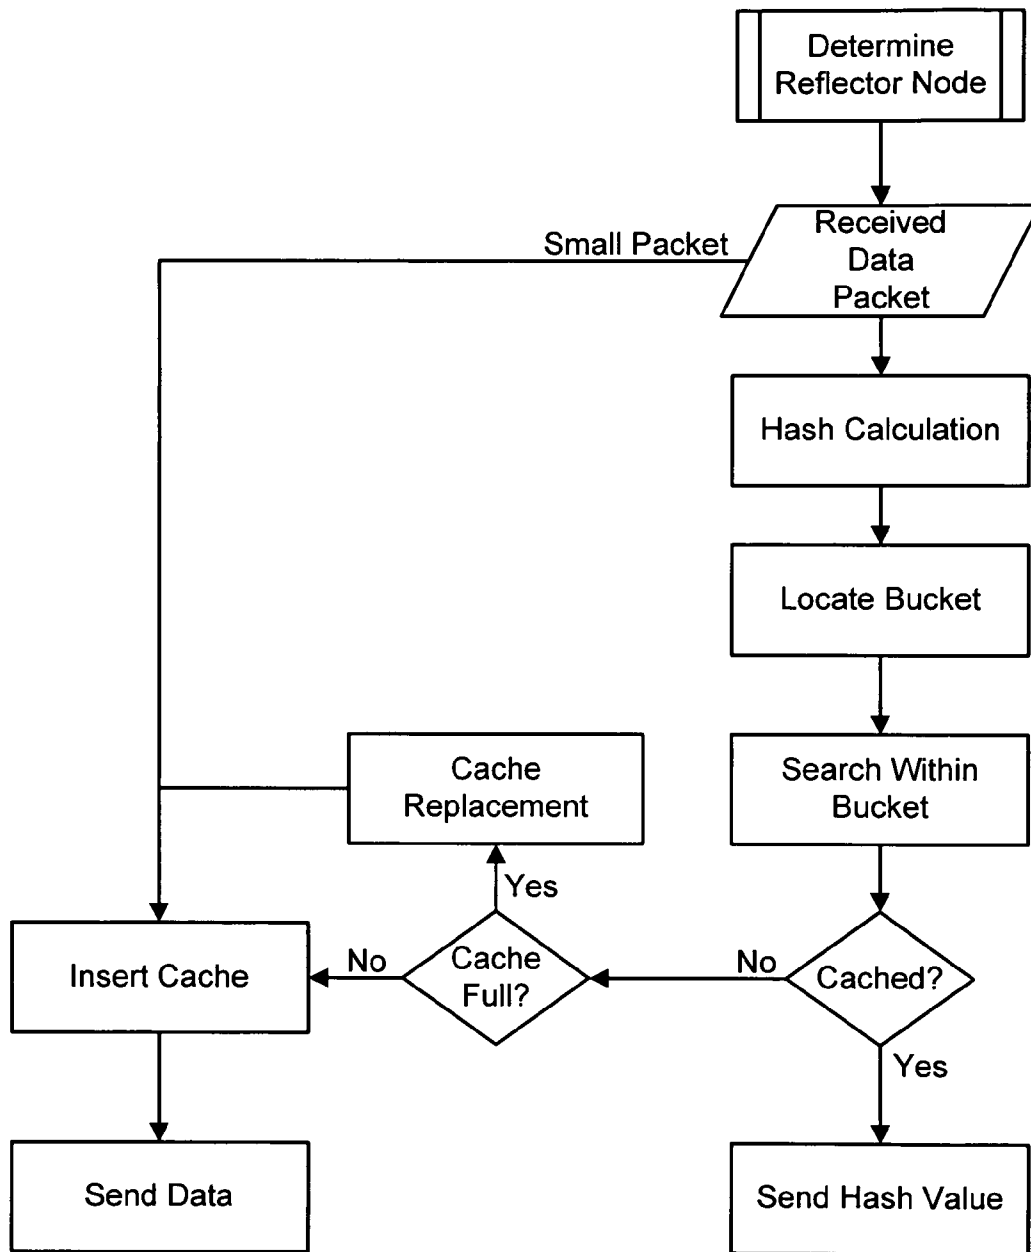 Determine
Reflector Node
Small Packet
Received
Data
Packet
Hash Calculation
Locate Bucket
Cache
Replacement
Search Within
Bucket
Yes
Insert Cache
No
Cache
Full?
No
Cached?
Yes
Send Data
Send Hash Value